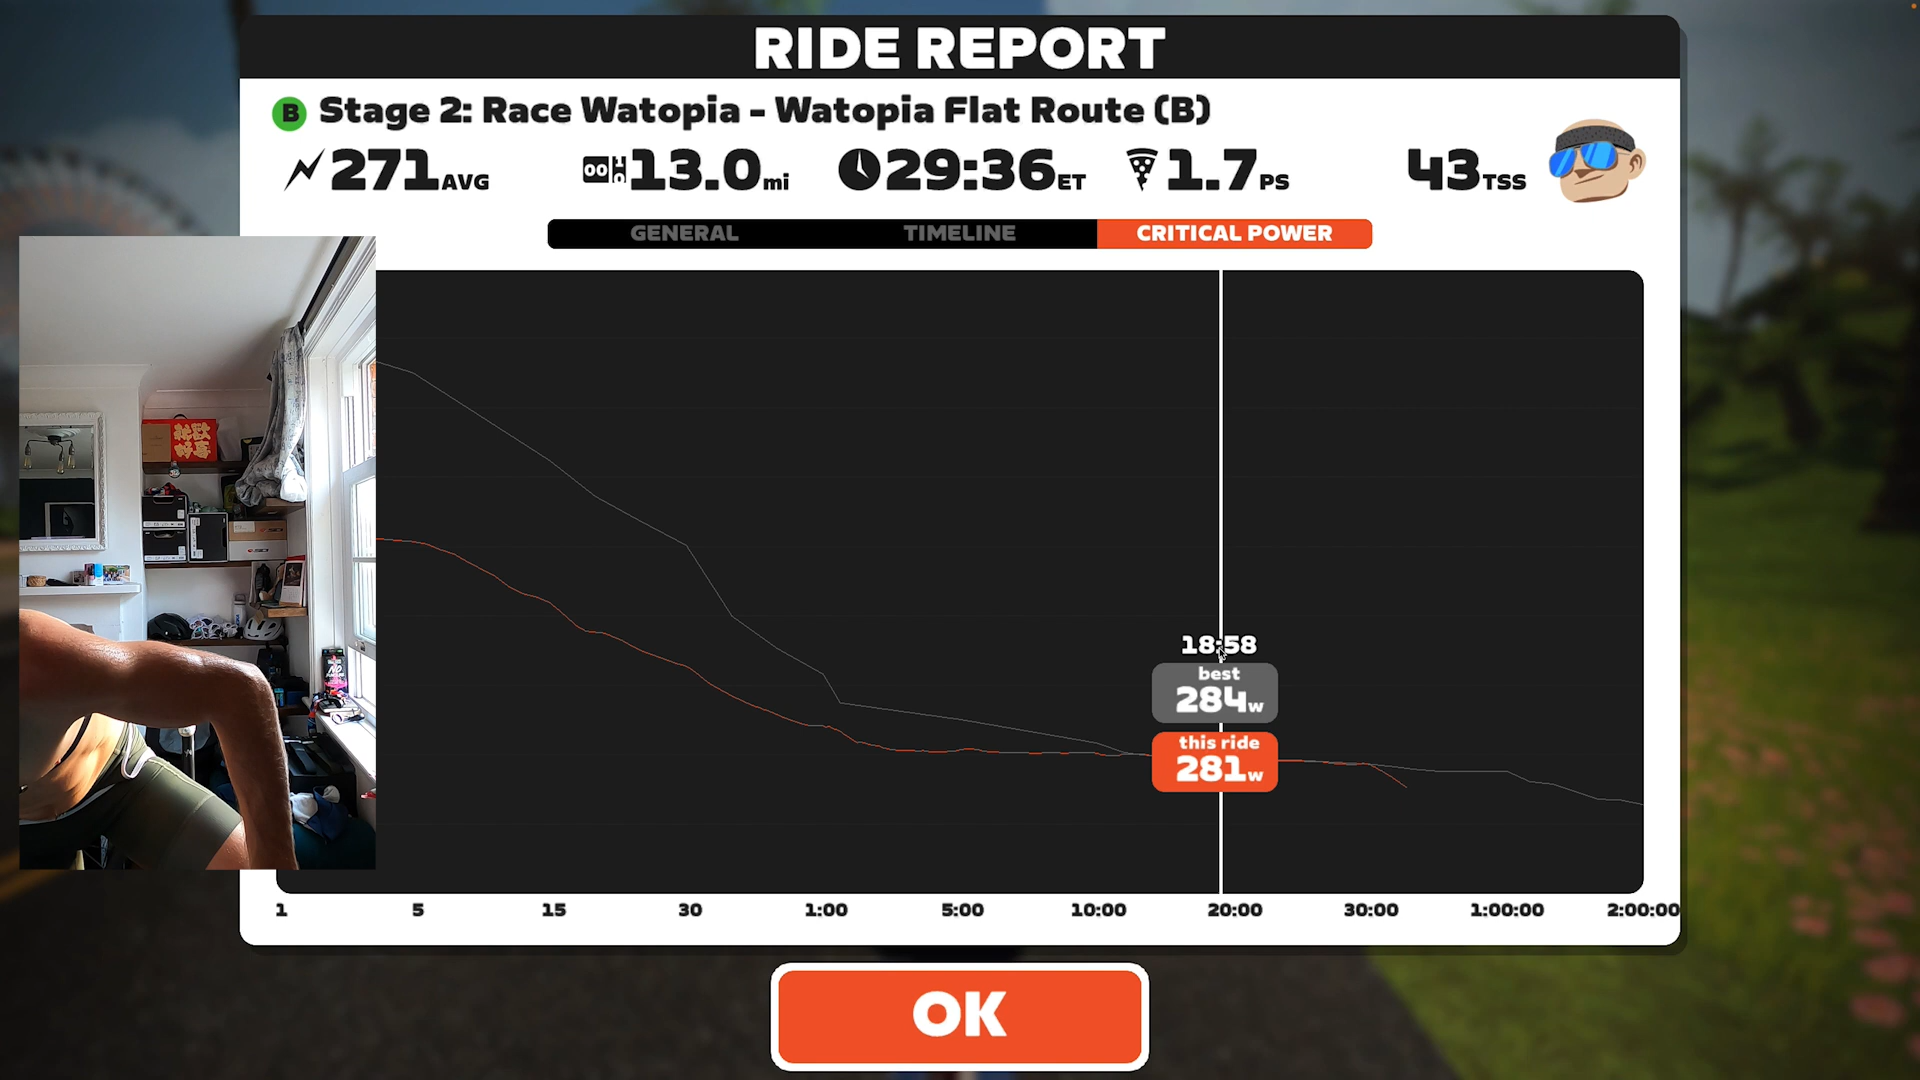 RIDE REPORT
B Stage 2: Race Watopia - Watopia Flat Route (B)
271AVG 13.0mi 29:36ET 1.7PS 43TSS
GENERAL TIMELINE CRITICAL POWER
18:58
best
284w
this ride
281w
1 5 15 30 1:00 5:00 10:00 20:00 30:00 1:00:00 2:00:00
OK